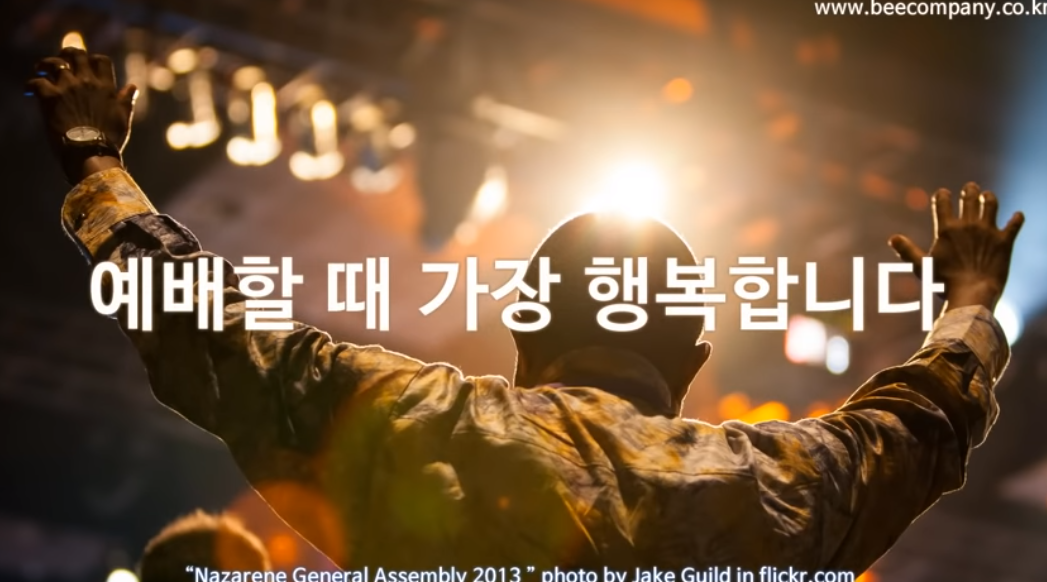 www.beecompany.co.kr
예배할 때 가장 행복합니다
“Nazarene General Assembly 2013 ” photo by Jake Guild in flickr.com